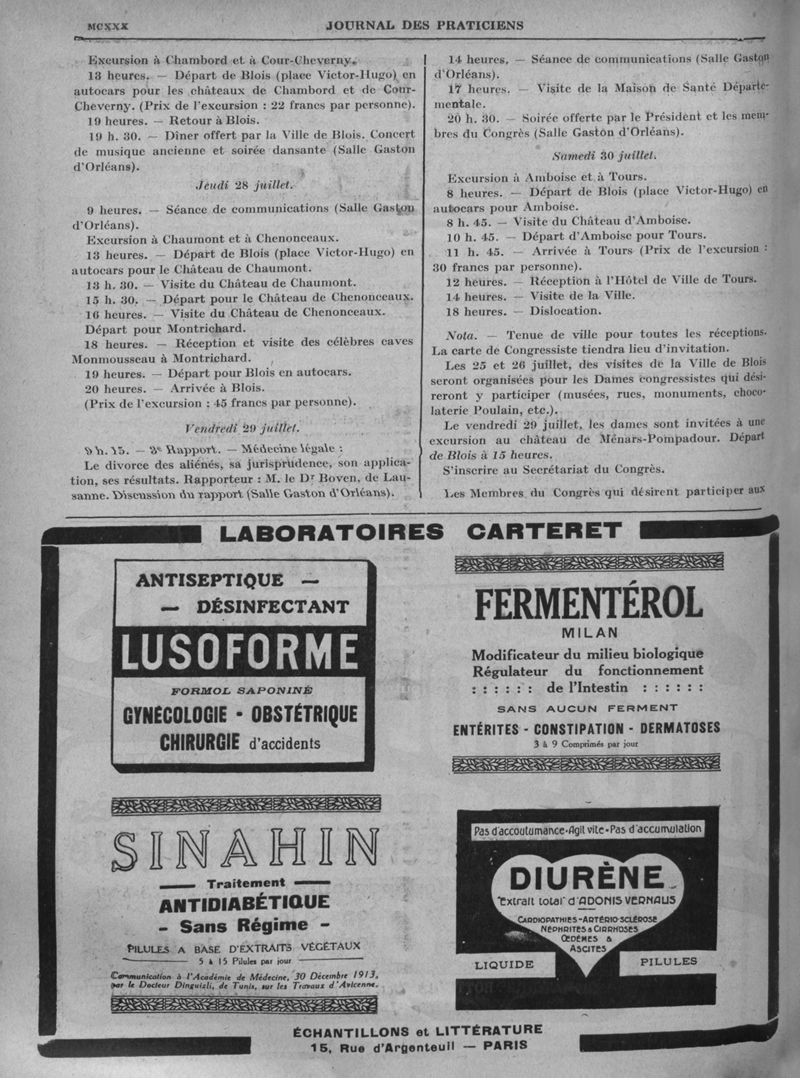 MCXXX
JOURNAL DES PRATICIENS
Excursion à Chambord et à Cour-Cheverny.
13 heures. — Départ de Blois (place Victor-Hugo) en
autocars pour les châteaux de Chambord et de Cour-
Cheverny. (Prix de l'excursion : 22 francs par personne).
19 heures. — Retour à Blois.
19 h. 30. — Dîner offert par la Ville de Blois. Concert
de musique ancienne et soirée dansante (Salle Gaston
d'Orléans).
Jeudi 28 juillet.
9 heures. — Séance de communications (Salle Gaston
d'Orléans).
Excursion à Chaumont et à Chenonceaux.
13 heures. — Départ de Blois (place Victor-Hugo) en
autocars pour le Château de Chaumont.
13 h. 30. — Visite du Château de Chaumont.
15 h. 30. — Départ pour le Château de Chenonceaux.
16 heures. — Visite du Château de Chenonceaux.
Départ pour Montrichard.
18 heures. — Réception et visite des célèbres caves
Monmousseau à Montrichard.
19 heures. — Départ pour Blois en autocars.
20 heures. — Arrivée à Blois.
(Prix de l'excursion : 45 francs par personne).
Vendredi 29 juillet.
9 h. 15. — 3e Rapport. — Médecine légale :
Le divorce des aliénés, sa jurisprudence, son applica-
tion, ses résultats. Rapporteur : M. le Dr Boven, de Lau-
sanne. Discussion du rapport (Salle Gaston d'Orléans).
14 heures. — Séance de communications (Salle Gaston
d'Orléans).
17 heures. — Visite de la Maison de Santé Départe-
mentale.
20 h. 30. — Soirée offerte par le Président et les mem-
bres du Congrès (Salle Gaston d'Orléans).
Samedi 30 juillet.
Excursion à Amboise et à Tours.
8 heures. — Départ de Blois (place Victor-Hugo) en
autocars pour Amboise.
8 h. 45. — Visite du Château d'Amboise.
10 h. 45. — Départ d'Amboise pour Tours.
11 h. 45. — Arrivée à Tours (Prix de l'excursion :
30 francs par personne).
12 heures. — Réception à l'Hôtel de Ville de Tours.
14 heures. — Visite de la Ville.
18 heures. — Dislocation.
Nota. — Tenue de ville pour toutes les réceptions.
La carte de Congressiste tiendra lieu d'invitation.
Les 25 et 26 juillet, des visites de la Ville de Blois
seront organisées pour les Dames congressistes qui dési-
reront y participer (musées, rues, monuments, choco-
laterie Poulain, etc.).
Le vendredi 29 juillet, les dames sont invitées à une
excursion au château de Ménars-Pompadour. Départ
de Blois à 15 heures.
S'inscrire au Secrétariat du Congrès.
Les Membres du Congrès qui désirent participer aux
LABORATOIRES CARTERET
ANTISEPTIQUE —
— DÉSINFECTANT
LUSOFORME
FORMOL SAPONINÉ
GYNÉCOLOGIE - OBSTÉTRIQUE
CHIRURGIE d'accidents
FERMENTÉROL
MILAN
Modificateur du milieu biologique
Régulateur du fonctionnement
: : : : : : de l'Intestin : : : : : :
SANS AUCUN FERMENT
ENTÉRITES - CONSTIPATION - DERMATOSES
3 à 9 Comprimés par jour
SINAHIN
Traitement
ANTIDIABÉTIQUE
- Sans Régime -
PILULES A BASE D'EXTRAITS VÉGÉTAUX
5 à 15 Pilules par jour
Communication à l'Académie de Médecine, 30 Décembre 1913,
par le Docteur Dinguizli, de Tunis, sur les Travaux d'Avicenne.
Pas d'accoutumance-Agit vite-Pas d'accumulation
DIURÈNE
"Extrait total" d'ADONIS VERNALIS
CARDIOPATHIES-ARTÉRIO-SCLÉROSE
NÉPHRITES & CIRRHOSES
OEDÈMES &
ASCITES
LIQUIDE
PILULES
ÉCHANTILLONS et LITTÉRATURE
15, Rue d'Argenteuil — PARIS